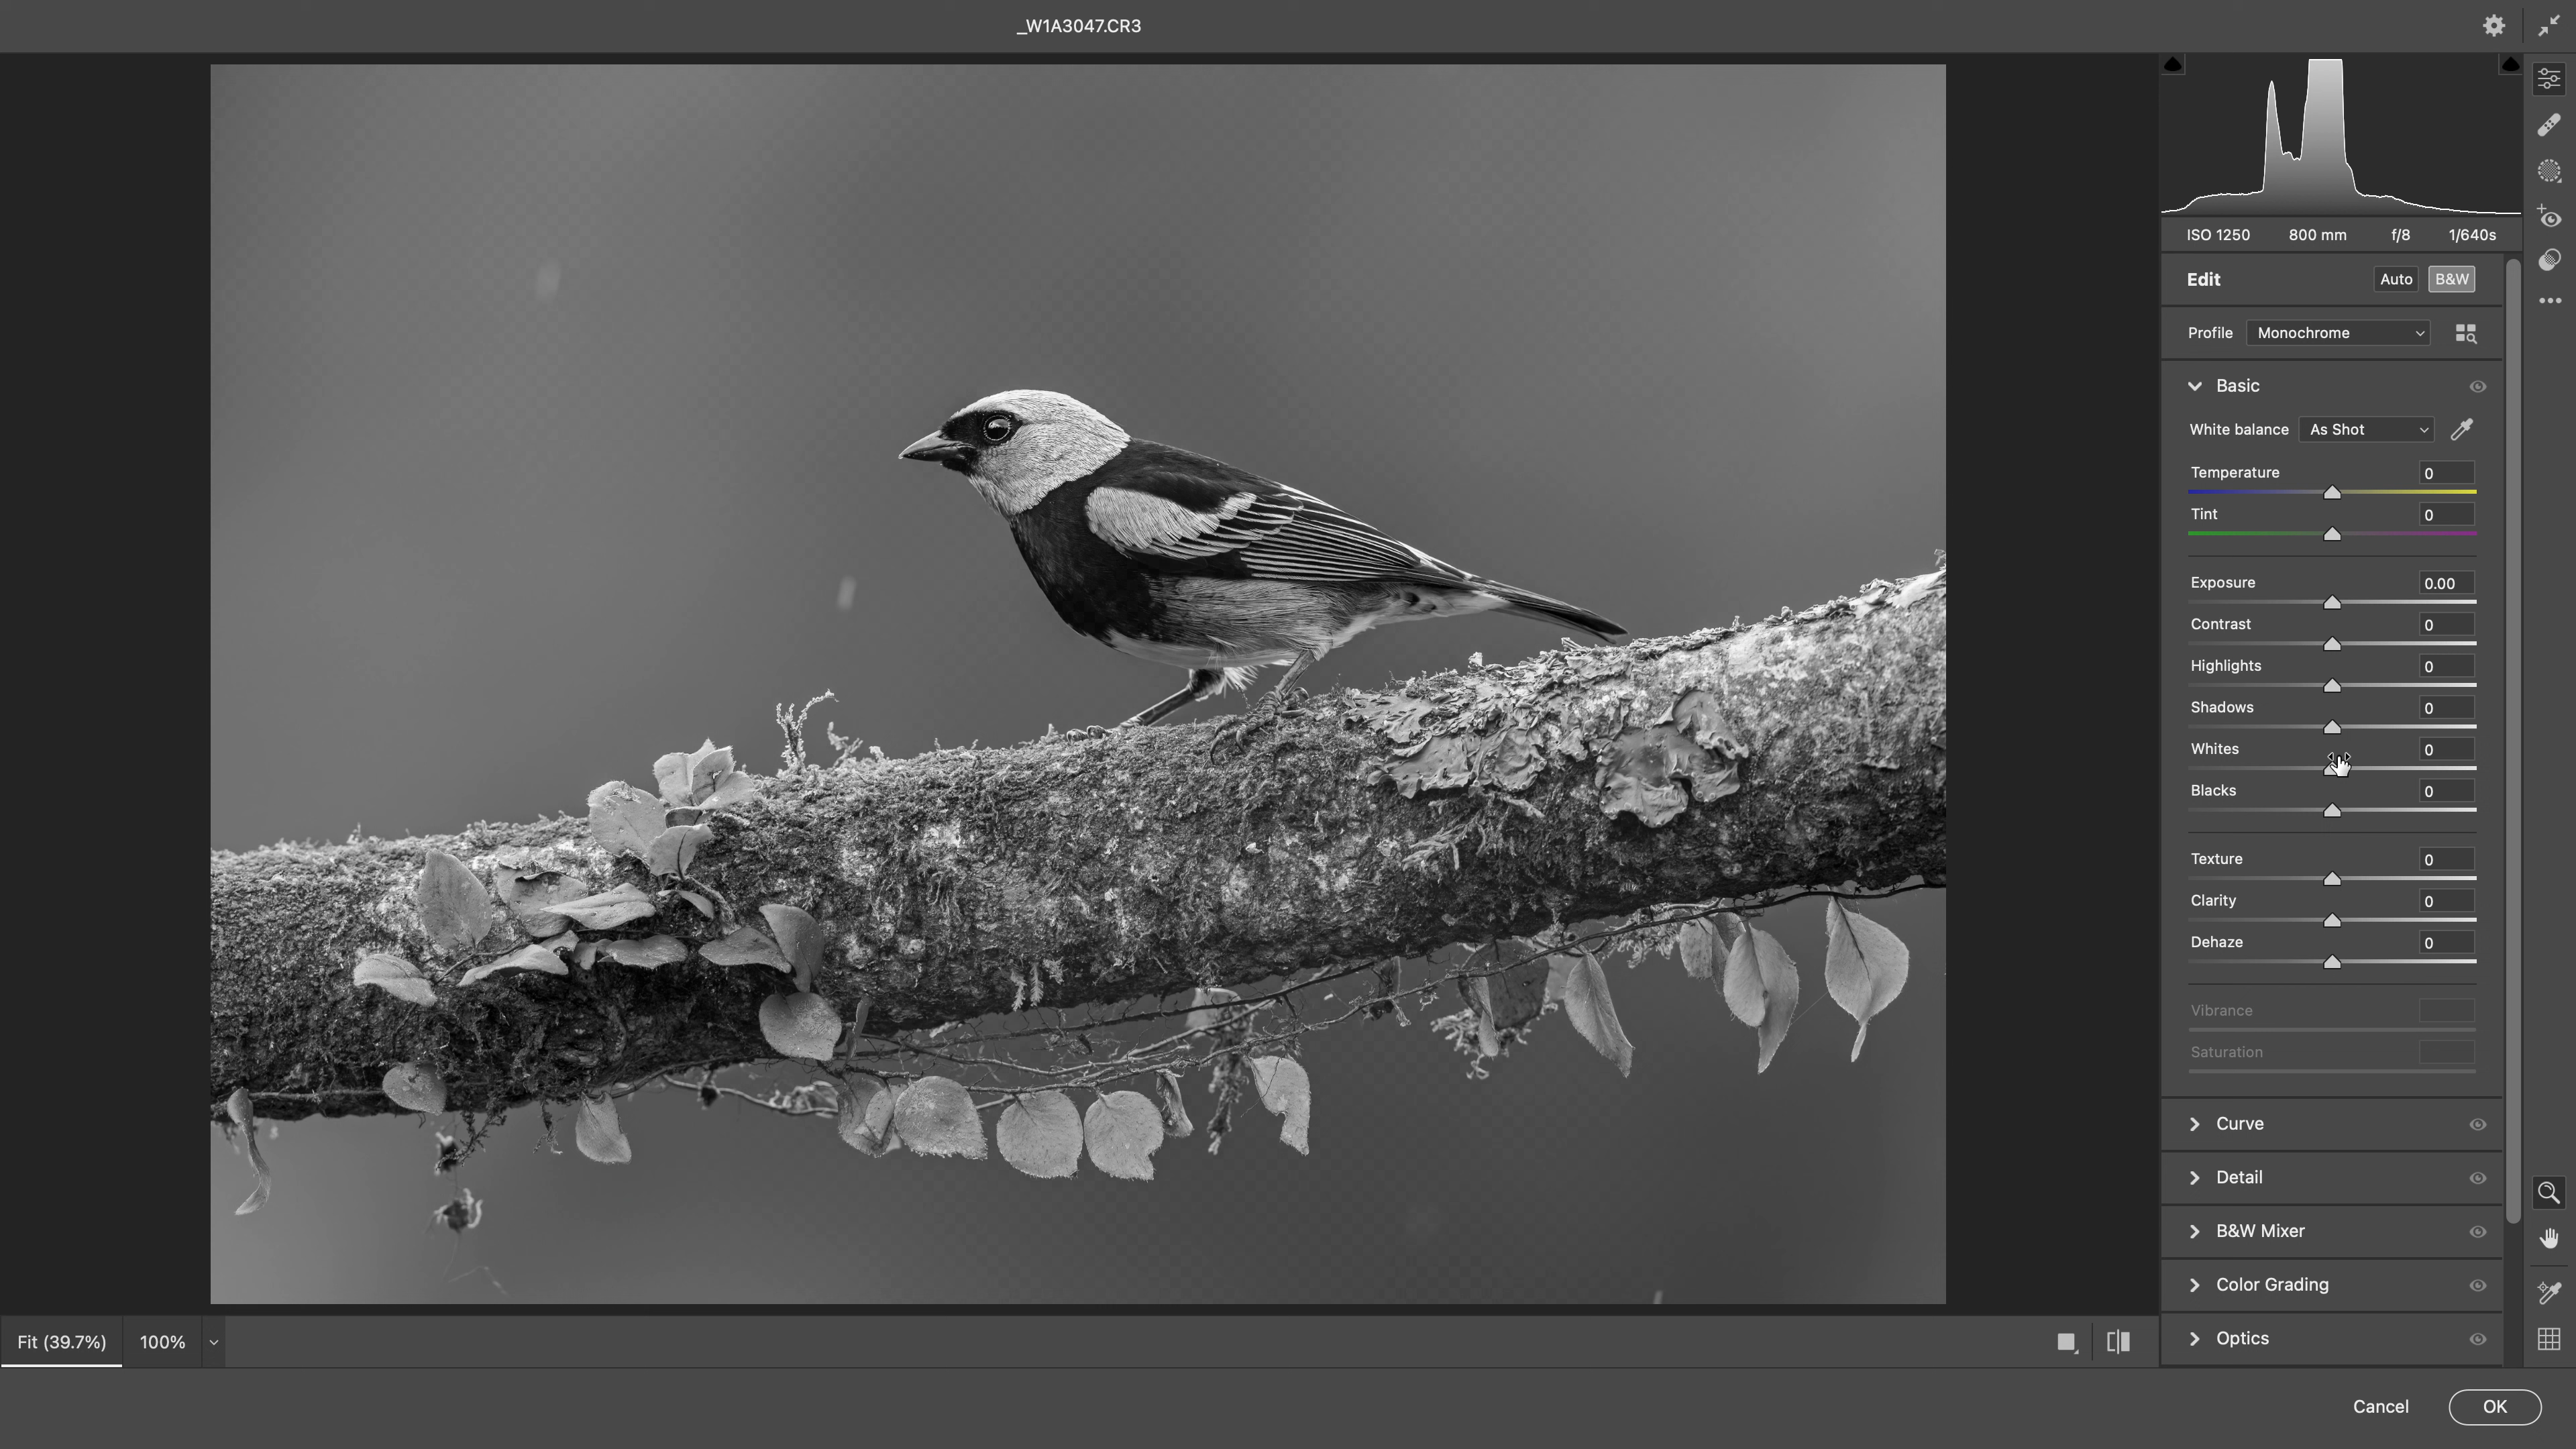 _W1A3047.CR3
ISO 1250 800 mm f/8 1/640s
Edit Auto B&W
Profile Monochrome
Basic
White balance As Shot
Temperature 0
Tint 0
Exposure 0.00
Contrast 0
Highlights 0
Shadows 0
Whites 0
Blacks 0
Texture 0
Clarity 0
Dehaze 0
Vibrance
Saturation
Curve
Detail
B&W Mixer
Color Grading
Optics
Fit (39.7%) 100%
Cancel OK